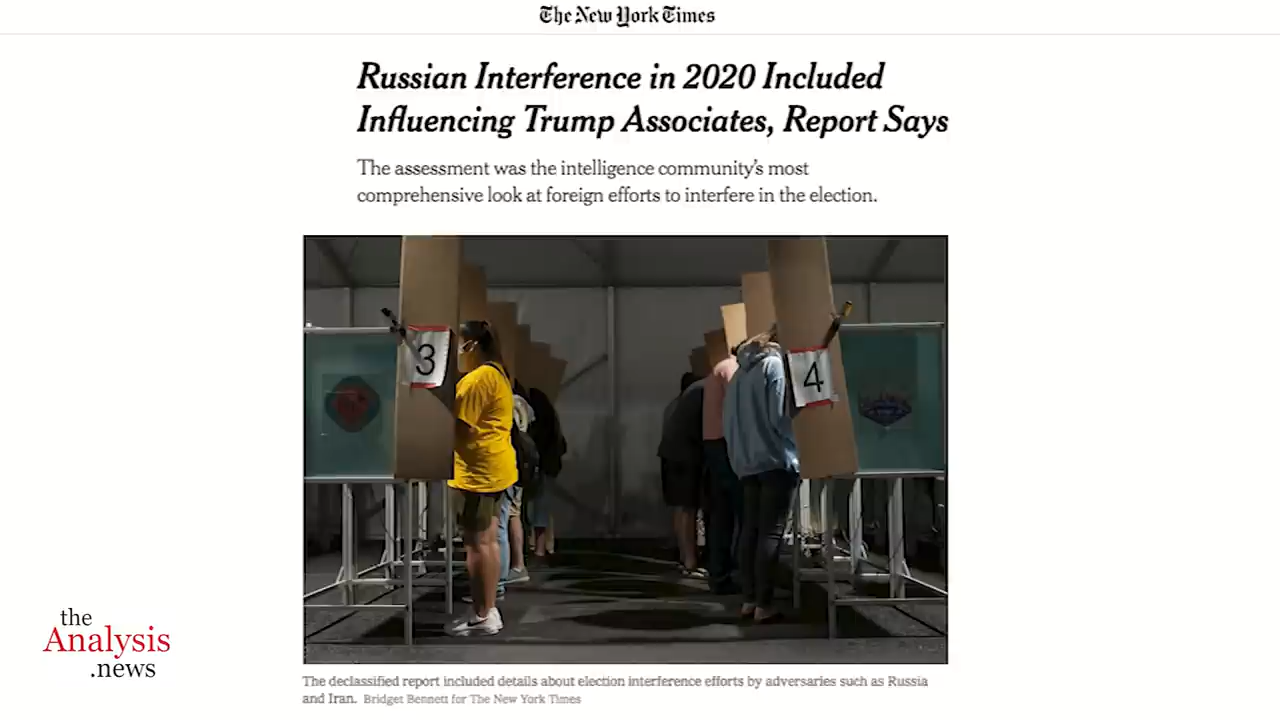 The New York Times
Russian Interference in 2020 Included
Influencing Trump Associates, Report Says
The assessment was the intelligence community's most
comprehensive look at foreign efforts to interfere in the election.
3
4
the
Analysis
.news
The declassified report included details about election interference efforts by adversaries such as Russia
and Iran. Bridget Bennett for The New York Times